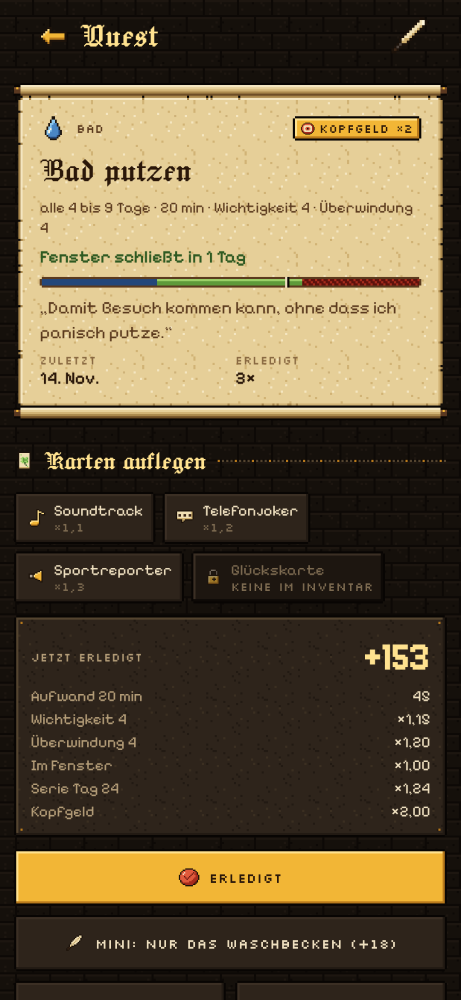 Quest
BAD
KOPFGELD ×2
Bad putzen
alle 4 bis 9 Tage · 20 min · Wichtigkeit 4 · Überwindung
4
Fenster schließt in 1 Tag
„Damit Besuch kommen kann, ohne dass ich
panisch putze.“
ZULETZT ERLEDIGT
14. Nov. 3×
Karten auflegen
Soundtrack
×1,1
Telefonjoker
×1,2
Sportreporter
×1,3
Glückskarte
KEINE IM INVENTAR
JETZT ERLEDIGT +153
Aufwand 20 min 45
Wichtigkeit 4 ×1,15
Überwindung 4 ×1,20
Im Fenster ×1,00
Serie Tag 24 ×1,24
Kopfgeld ×2,00
ERLEDIGT
MINI: NUR DAS WASCHBECKEN (+18)